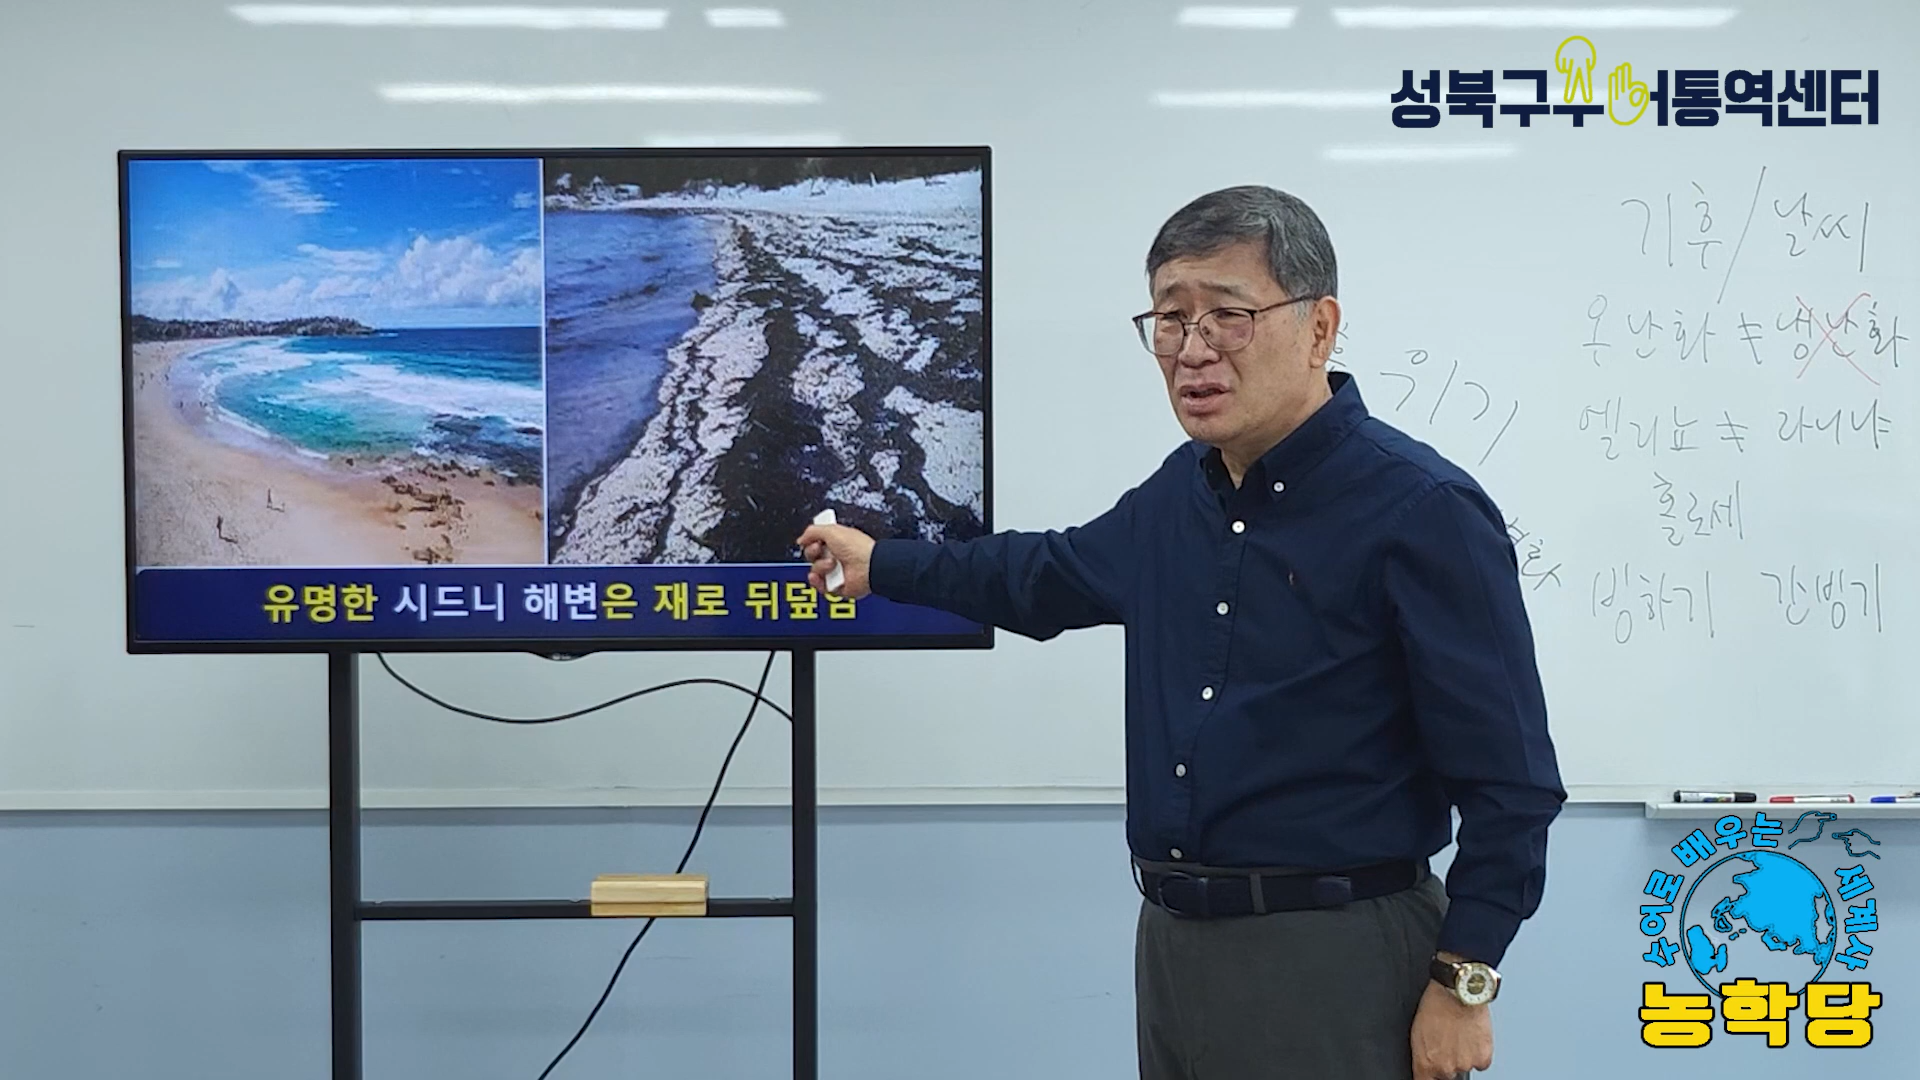 성북구수어통역센터
기후/날씨
온난화 ≠ 냉난화
우/기/
엘리뇨 ≠ 라니냐
홀로세
빙하기 간빙기
유명한 시드니 해변은 재로 뒤덮임
수어로 배우는 세계사
농학당